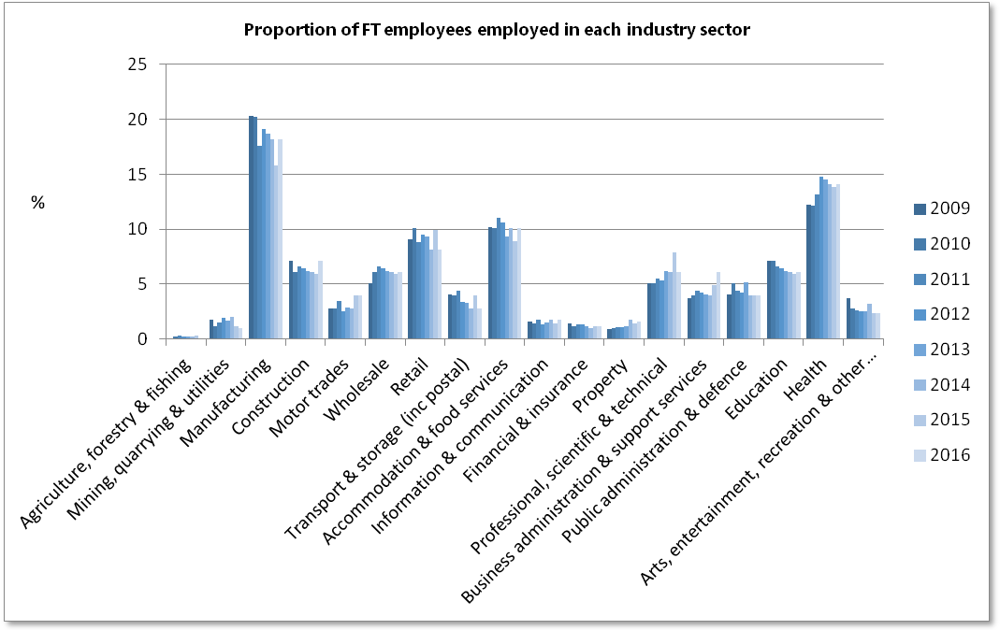 Proportion of FT employees employed in each industry sector
25
20
15
10
5
0
%
Agriculture, forestry & fishing
Mining, quarrying & utilities
Manufacturing
Construction
Motor trades
Wholesale
Retail
Transport & storage (inc postal)
Accommodation & food services
Information & communication
Financial & insurance
Property
Professional, scientific & technical
Business administration & support services
Public administration & defence
Education
Health
Arts, entertainment, recreation & other...
2009
2010
2011
2012
2013
2014
2015
2016